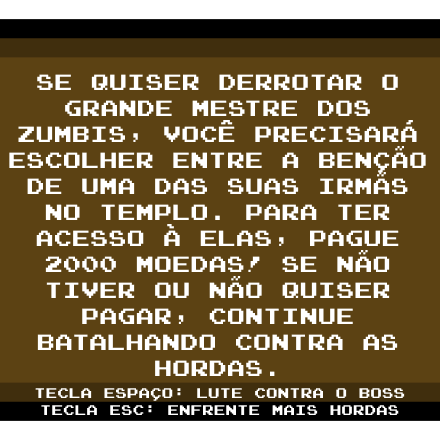 SE QUISER DERROTAR O
GRANDE MESTRE DOS
ZUMBIS, VOCÊ PRECISARÁ
ESCOLHER ENTRE A BENÇÃO
DE UMA DAS SUAS IRMÃS
NO TEMPLO. PARA TER
ACESSO À ELAS, PAGUE
2000 MOEDAS! SE NÃO
TIVER OU NÃO QUISER
PAGAR, CONTINUE
BATALHANDO CONTRA AS
HORDAS.
TECLA ESPAÇO: LUTE CONTRA O BOSS
TECLA ESC: ENFRENTE MAIS HORDAS